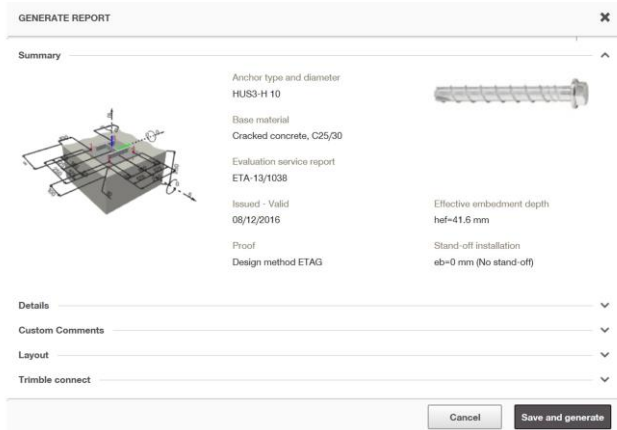 GENERATE REPORT
Summary
Anchor type and diameter
HUS3-H 10
Base material
Cracked concrete, C25/30
Evaluation service report
ETA-13/1038
Issued - Valid
08/12/2016
Effective embedment depth
hef=41.6 mm
Proof
Design method ETAG
Stand-off installation
eb=0 mm (No stand-off)
Details
Custom Comments
Layout
Trimble connect
Cancel
Save and generate